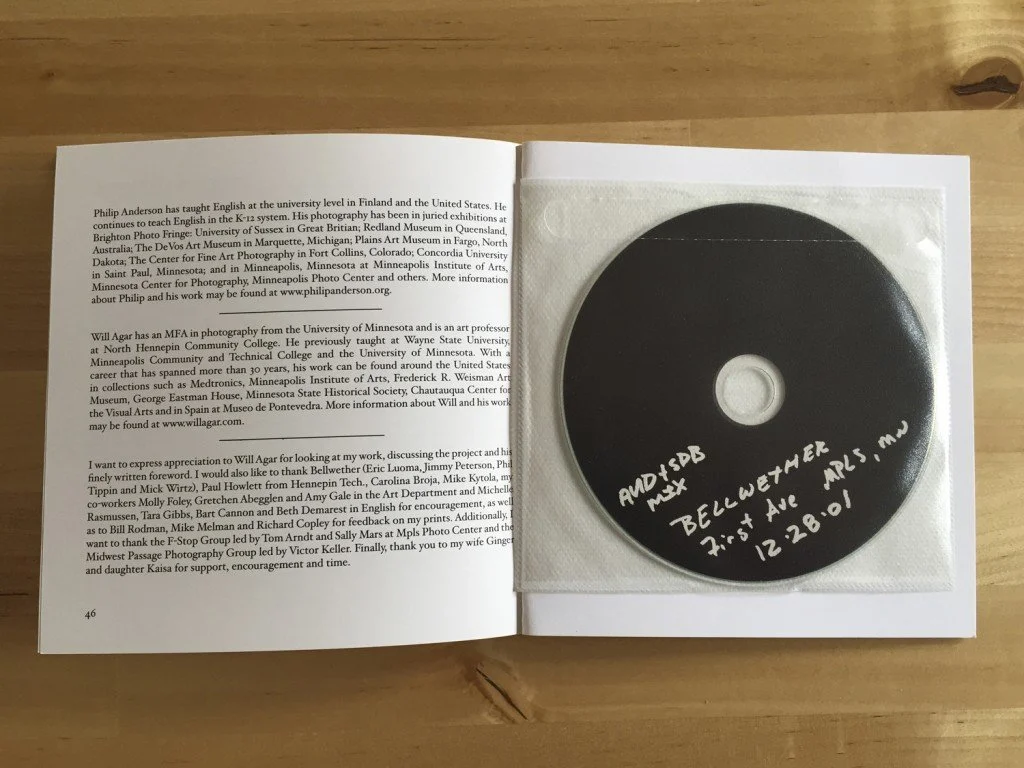 Philip Anderson has taught English at the university level in Finland and the United States. He
continues to teach English in the K-12 system. His photography has been in juried exhibitions at
Brighton Photo Fringe: University of Sussex in Great Britian; Redland Museum in Queensland,
Australia; The DeVos Art Museum in Marquette, Michigan; Plains Art Museum in Fargo, North
Dakota; The Center for Fine Art Photography in Fort Collins, Colorado; Concordia University
in Saint Paul, Minnesota; and in Minneapolis, Minnesota at Minneapolis Institute of Arts,
Minnesota Center for Photography, Minneapolis Photo Center and others. More information
about Philip and his work may be found at www.philipanderson.org.
Will Agar has an MFA in photography from the University of Minnesota and is an art professor
at North Hennepin Community College. He previously taught at Wayne State University,
Minneapolis Community and Technical College and the University of Minnesota. With a
career that has spanned more than 30 years, his work can be found around the United States
in collections such as Medtronics, Minneapolis Institute of Arts, Frederick R. Weisman Art
Museum, George Eastman House, Minnesota State Historical Society, Chautauqua Center for
the Visual Arts and in Spain at Museo de Pontevedra. More information about Will and his work
may be found at www.willagar.com.
I want to express appreciation to Will Agar for looking at my work, discussing the project and his
finely written foreword. I would also like to thank Bellwether (Eric Luoma, Jimmy Peterson, Phil
Tippin and Mick Wirtz), Paul Howlett from Hennepin Tech., Carolina Broja, Mike Kytola, my
co-workers Molly Foley, Gretchen Abegglen and Amy Gale in the Art Department and Michelle
Rasmussen, Tara Gibbs, Bart Cannon and Beth Demarest in English for encouragement, as well
as to Bill Rodman, Mike Melman and Richard Copley for feedback on my prints. Additionally, I
want to thank the F-Stop Group led by Tom Arndt and Sally Mars at Mpls Photo Center and the
Midwest Passage Photography Group led by Victor Keller. Finally, thank you to my wife Ginger
and daughter Kaisa for support, encouragement and time.
46
MIX
BELLWETHER
First Ave MPLS, MN
12.28.01